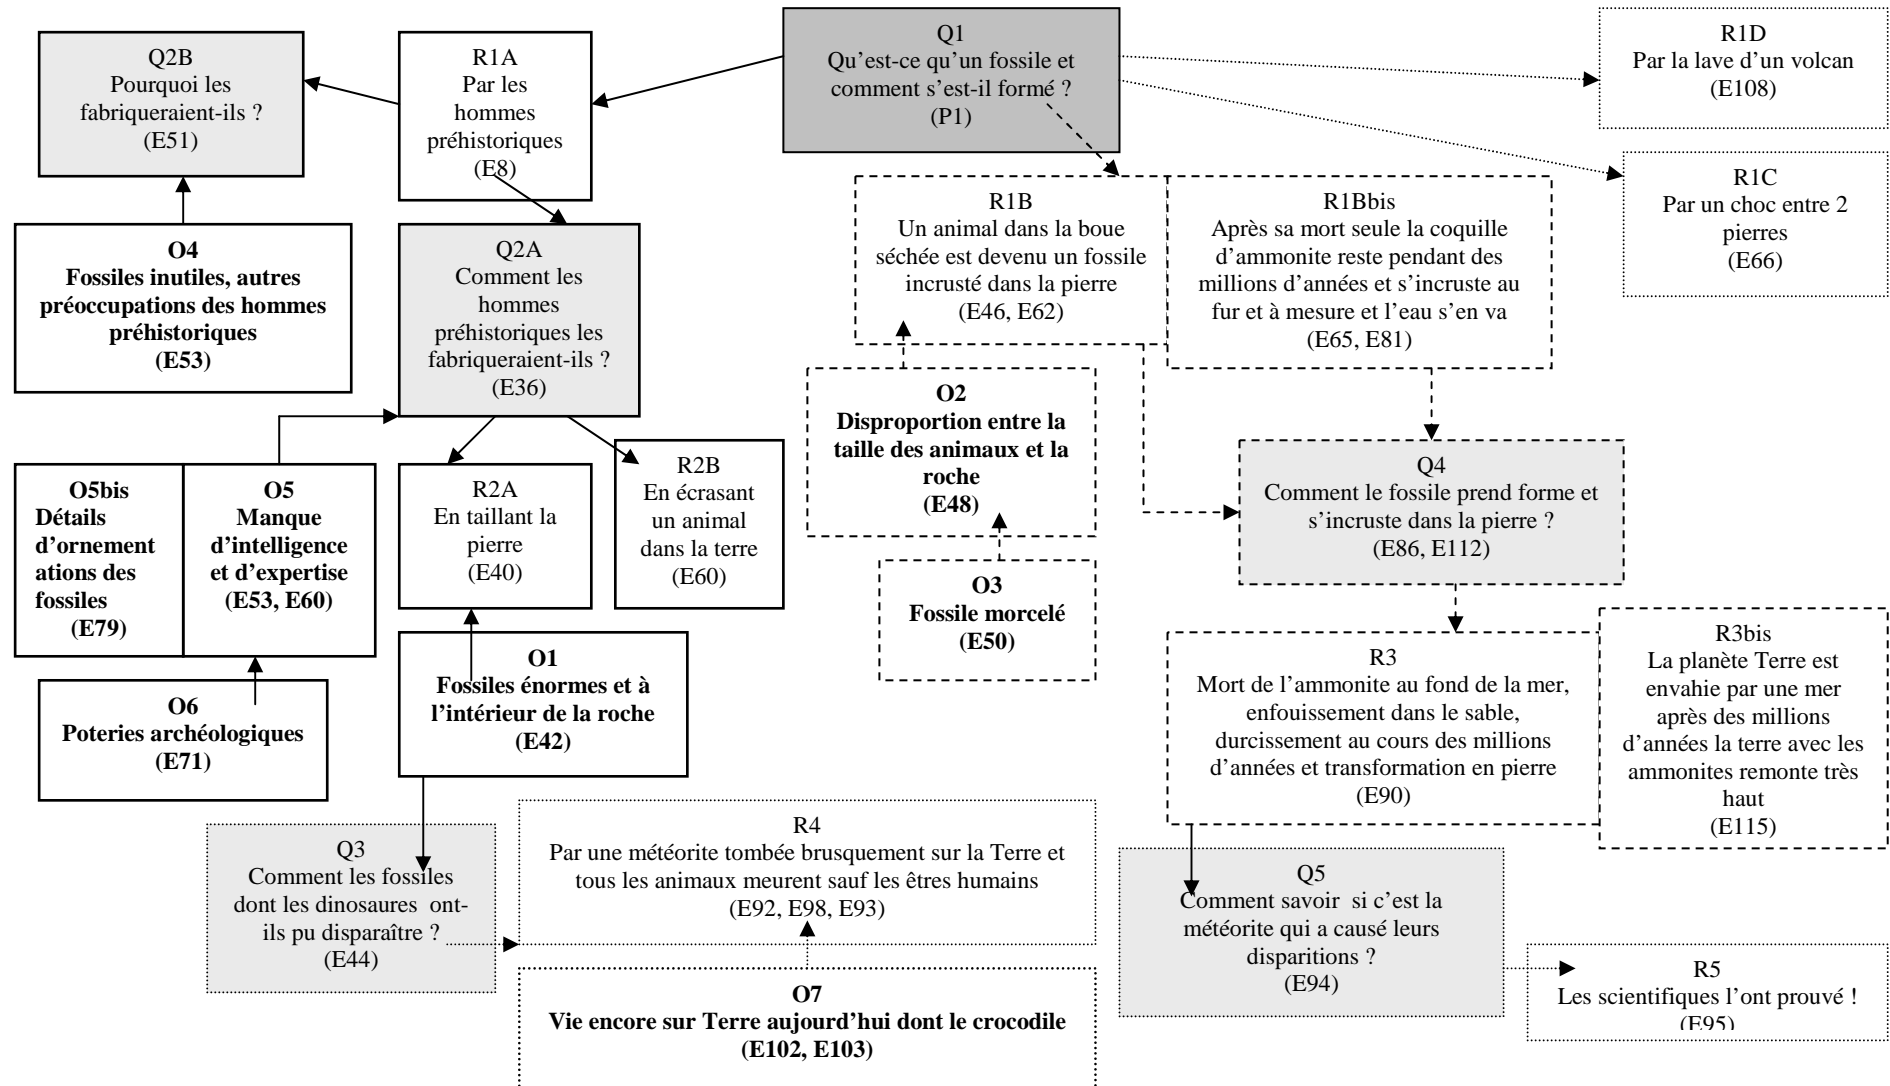 Q2B
Pourquoi les
fabriqueraient-ils ?
(E51)
R1A
Par les
hommes
préhistoriques
(E8)
Q1
Qu’est-ce qu’un fossile et
comment s’est-il formé ?
(P1)
R1D
Par la lave d’un volcan
(E108)
R1C
Par un choc entre 2
pierres
(E66)
R1B
Un animal dans la boue
séchée est devenu un fossile
incrusté dans la pierre
(E46, E62)
R1Bbis
Après sa mort seule la coquille
d’ammonite reste pendant des
millions d’années et s’incruste au
fur et à mesure et l’eau s’en va
(E65, E81)
O4
Fossiles inutiles, autres
préoccupations des hommes
préhistoriques
(E53)
Q2A
Comment les
hommes
préhistoriques les
fabriqueraient-ils ?
(E36)
O2
Disproportion entre la
taille des animaux et la
roche
(E48)
Q4
Comment le fossile prend forme et
s’incruste dans la pierre ?
(E86, E112)
O5bis
Détails
d’ornement
ations des
fossiles
(E79)
O5
Manque
d’intelligence
et d’expertise
(E53, E60)
R2A
En taillant la
pierre
(E40)
R2B
En écrasant
un animal
dans la terre
(E60)
O3
Fossile morcelé
(E50)
O6
Poteries archéologiques
(E71)
O1
Fossiles énormes et à
l’intérieur de la roche
(E42)
R3
Mort de l’ammonite au fond de la mer,
enfouissement dans le sable,
durcissement au cours des millions
d’années et transformation en pierre
(E90)
R3bis
La planète Terre est
envahie par une mer
après des millions
d’années la terre avec les
ammonites remonte très
haut
(E115)
Q3
Comment les fossiles
dont les dinosaures ont-
ils pu disparaître ?
(E44)
R4
Par une météorite tombée brusquement sur la Terre et
tous les animaux meurent sauf les êtres humains
(E92, E98, E93)
Q5
Comment savoir si c’est la
météorite qui a causé leurs
disparitions ?
(E94)
R5
Les scientifiques l’ont prouvé !
(E95)
O7
Vie encore sur Terre aujourd’hui dont le crocodile
(E102, E103)